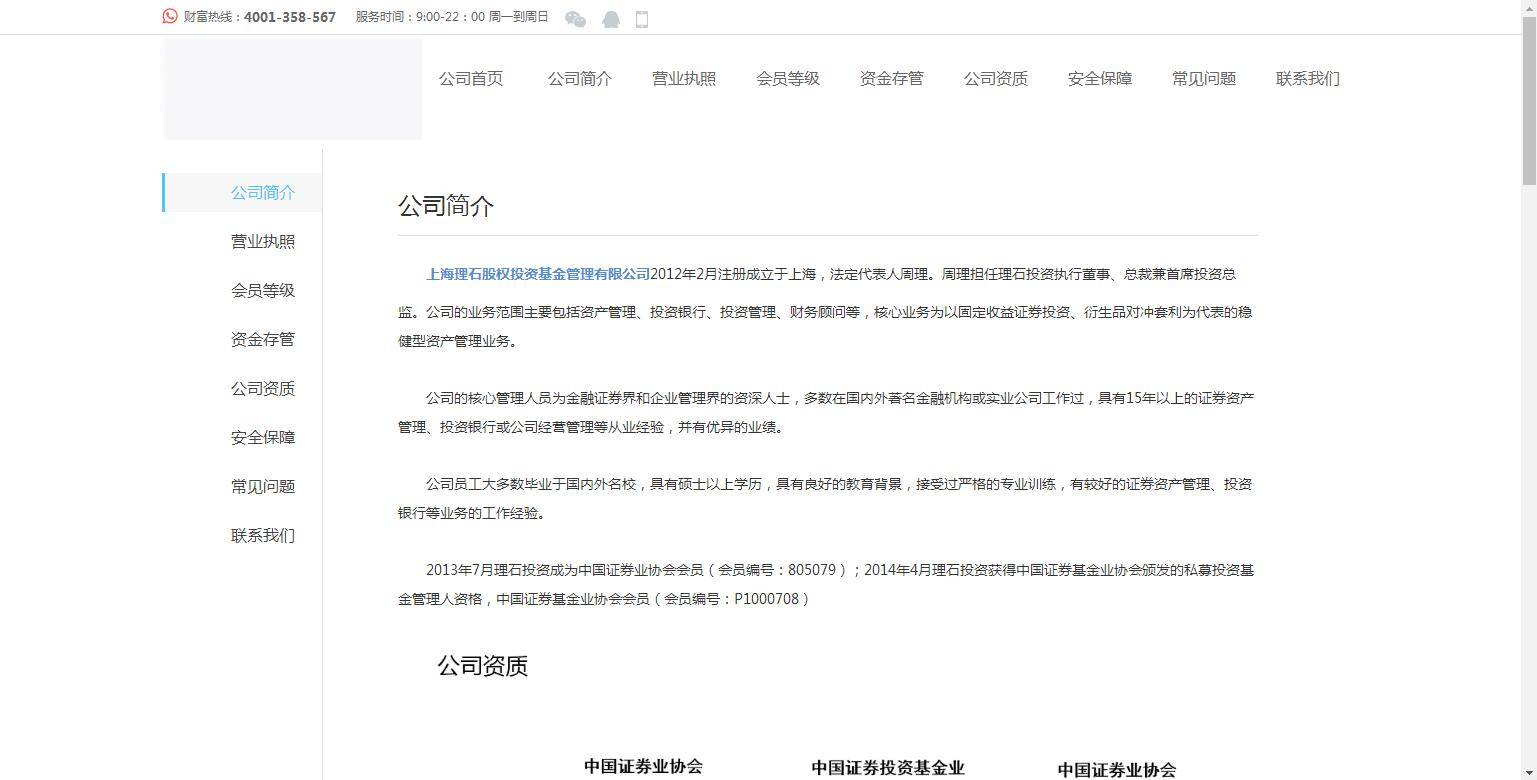 财富热线：4001-358-567 服务时间：9:00-22：00 周一到周日
公司首页 公司简介 营业执照 会员等级 资金存管 公司资质 安全保障 常见问题 联系我们
公司简介
营业执照
会员等级
资金存管
公司资质
安全保障
常见问题
联系我们
公司简介
上海理石股权投资基金管理有限公司2012年2月注册成立于上海，法定代表人周理。周理担任理石投资执行董事、总裁兼首席投资总
监。公司的业务范围主要包括资产管理、投资银行、投资管理、财务顾问等，核心业务为以固定收益证券投资、衍生品对冲套利为代表的稳
健型资产管理业务。
公司的核心管理人员为金融证券界和企业管理界的资深人士，多数在国内外著名金融机构或实业公司工作过，具有15年以上的证券资产
管理、投资银行或公司经营管理等从业经验，并有优异的业绩。
公司员工大多数毕业于国内外名校，具有硕士以上学历，具有良好的教育背景，接受过严格的专业训练，有较好的证券资产管理、投资
银行等业务的工作经验。
2013年7月理石投资成为中国证券业协会会员（会员编号：805079）；2014年4月理石投资获得中国证券基金业协会颁发的私募投资基
金管理人资格，中国证券基金业协会会员（会员编号：P1000708）
公司资质
中国证券业协会 中国证券投资基金业 中国证券业协会